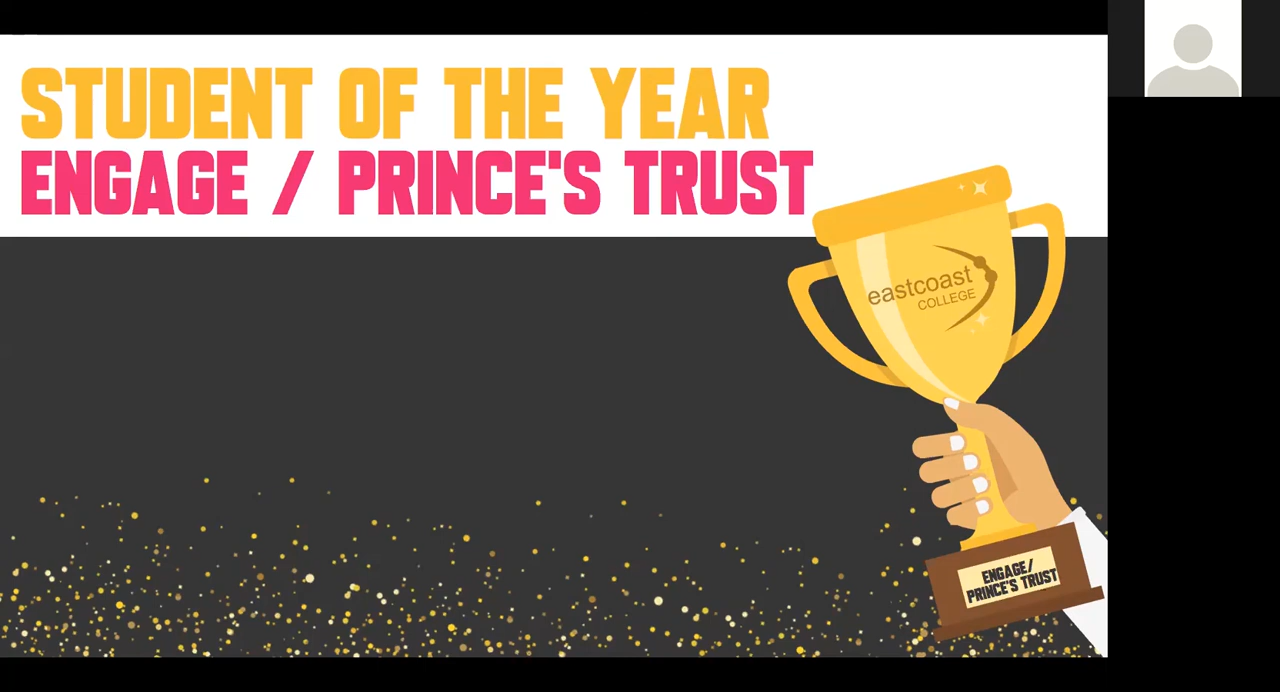 STUDENT OF THE YEAR
ENGAGE / PRINCE'S TRUST
eastcoast
COLLEGE
ENGAGE/
PRINCE'S TRUST